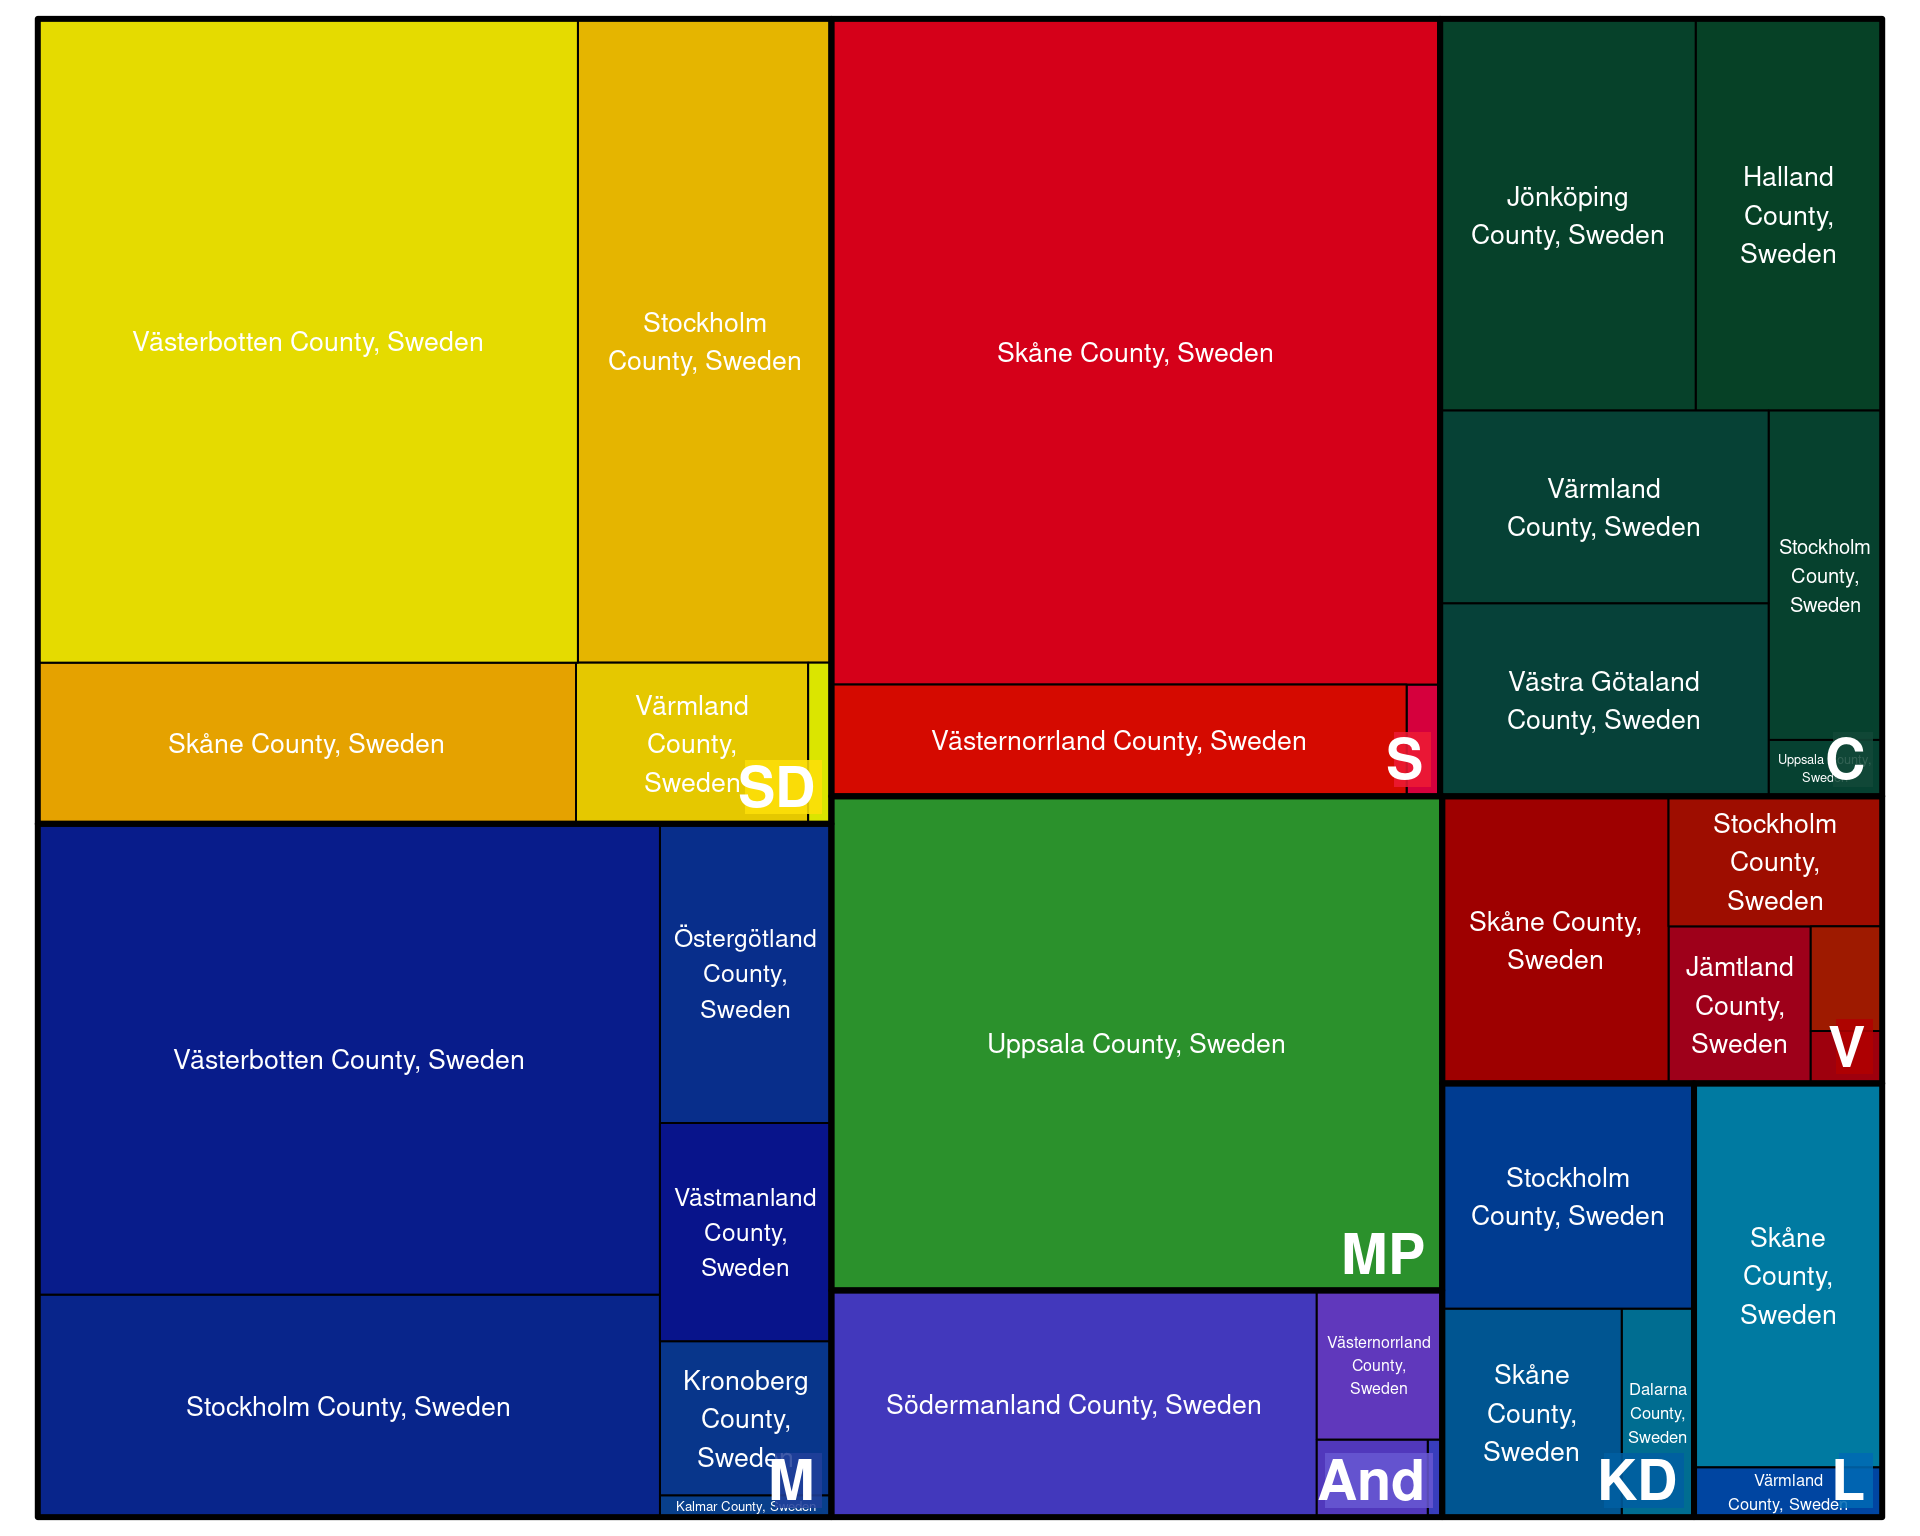 Västerbotten County, Sweden
Stockholm
County, Sweden
Skåne County, Sweden
Värmland
County,
Sweden
SD
Västerbotten County, Sweden
Stockholm County, Sweden
Östergötland
County,
Sweden
Västmanland
County,
Sweden
Kronoberg
County,
Sweden
Kalmar County, Sweden
M
Skåne County, Sweden
Västernorrland County, Sweden
S
Uppsala County, Sweden
MP
Södermanland County, Sweden
Västernorrland
County,
Sweden
And
Jönköping
County, Sweden
Halland
County,
Sweden
Värmland
County, Sweden
Västra Götaland
County, Sweden
Stockholm
County,
Sweden
Uppsala County,
Sweden
C
Skåne County,
Sweden
Stockholm
County,
Sweden
Jämtland
County,
Sweden
V
Stockholm
County, Sweden
Skåne
County,
Sweden
Dalarna
County,
Sweden
KD
Skåne
County,
Sweden
Värmland
County, Sweden
L